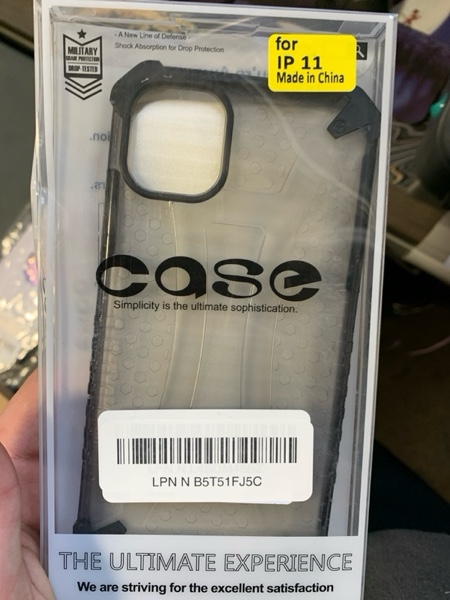 - A New Line of Defense
Shock Absorption for Drop Protection
MILITARY
GRADE PROTECTION
DROP-TESTED
for
IP 11
Made in China
case
Simplicity is the ultimate sophistication.
LPN N B5T51FJ5C
THE ULTIMATE EXPERIENCE
We are striving for the excellent satisfaction